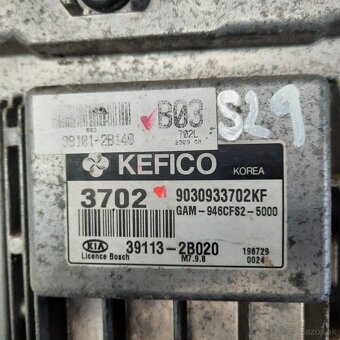 B03
39101-2B140
702L
S29
KEFICO
KOREA
3702
9030933702KF
GAM-946CFS2-5000
KIA
39113-2B020
198729
Licence Bosch
M7.9.8
0024